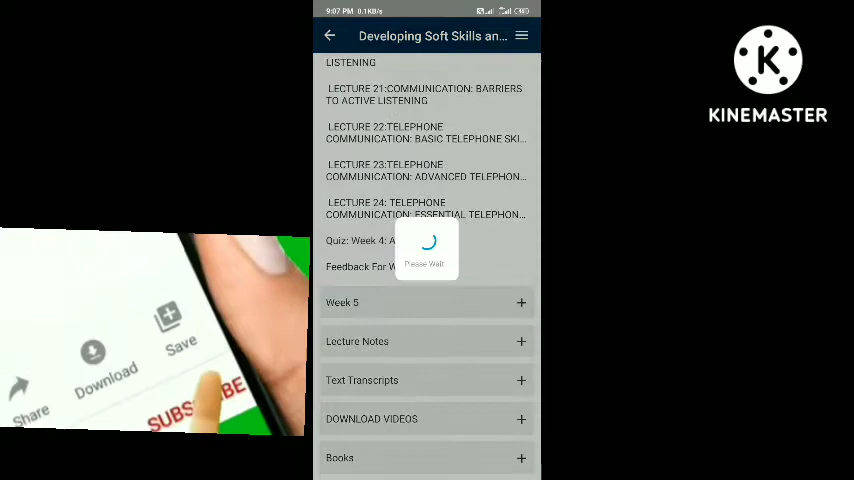 9:07 PM 0.1KB/s
Developing Soft Skills an...
LISTENING
LECTURE 21:COMMUNICATION: BARRIERS
TO ACTIVE LISTENING
LECTURE 22:TELEPHONE
COMMUNICATION: BASIC TELEPHONE SKI...
LECTURE 23:TELEPHONE
COMMUNICATION: ADVANCED TELEPHON...
LECTURE 24: TELEPHONE
COMMUNICATION: ESSENTIAL TELEPHON...
Quiz: Week 4: A
Feedback For W
Please Wait
Week 5 +
Lecture Notes +
Text Transcripts +
DOWNLOAD VIDEOS +
Books +
Share
Download
Save
SUBSCRIBE
K
KINEMASTER